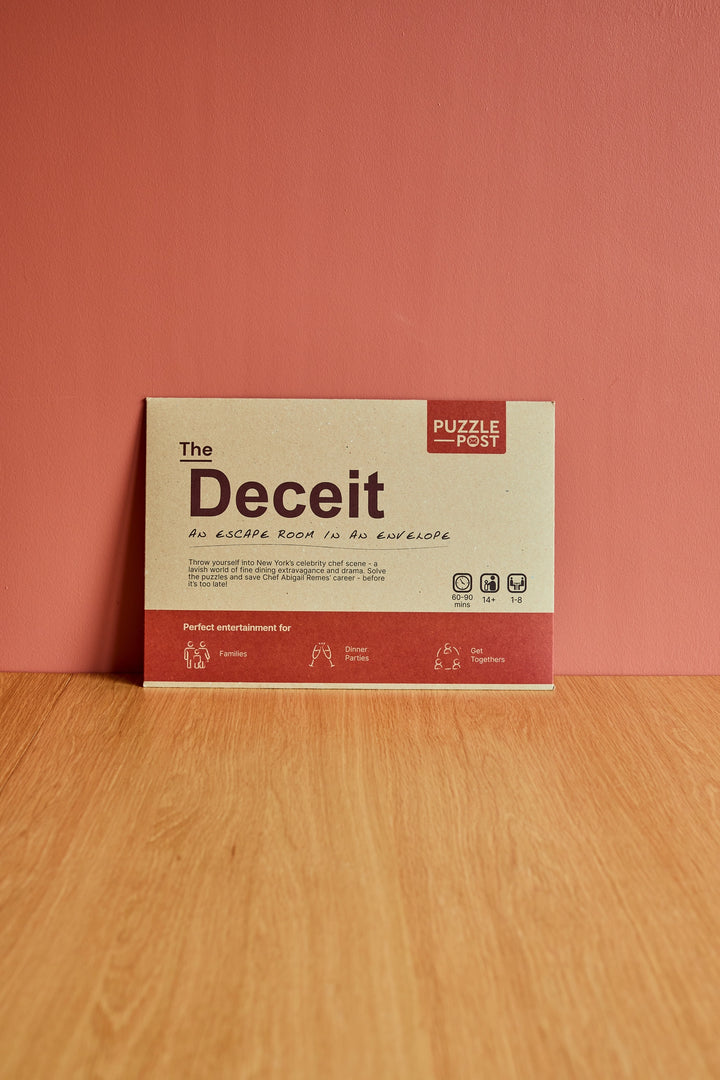 PUZZLE
POST
The
Deceit
AN ESCAPE ROOM IN AN ENVELOPE
Throw yourself into New York's celebrity chef scene - a
lavish world of fine dining extravagance and drama. Solve
the puzzles and save Chef Abigail Remes' career - before
it's too late!
60-90
mins
14+
1-8
Perfect entertainment for
Families
Dinner
Parties
Get
Togethers